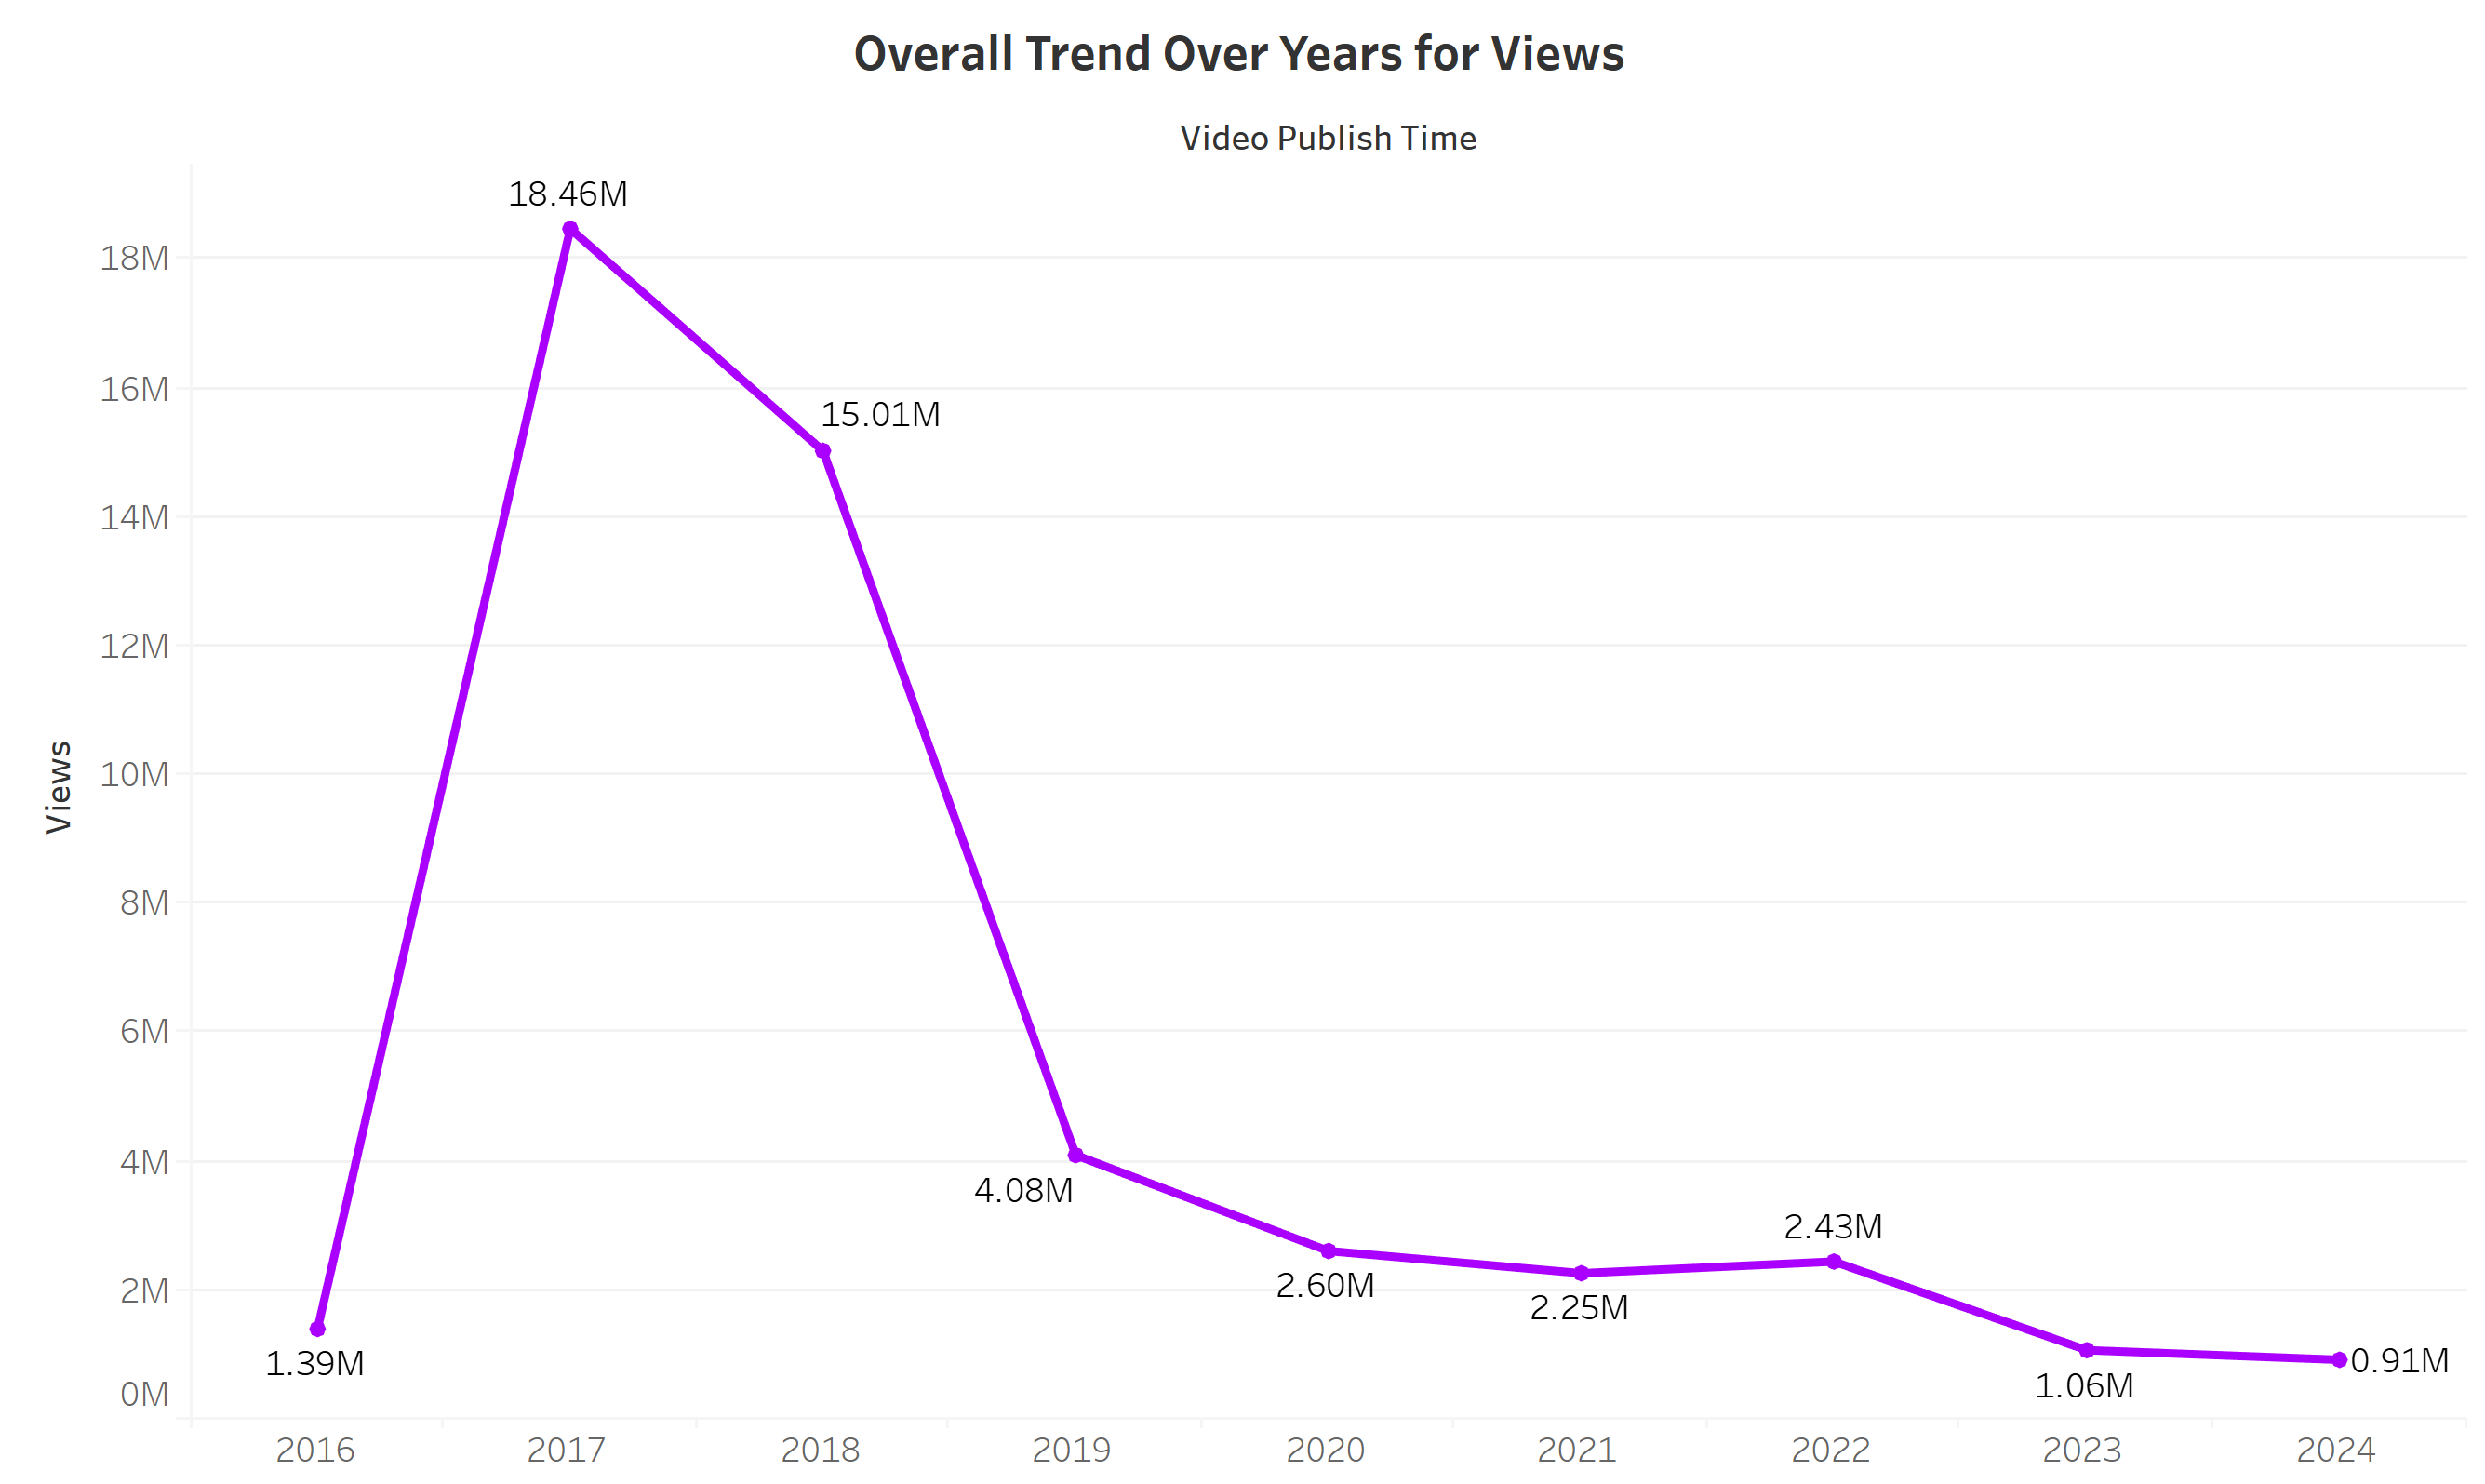 Overall Trend Over Years for Views
Video Publish Time
18.46M
18M
16M
15.01M
14M
12M
Views
10M
8M
6M
4M
4.08M
2.43M
2M
2.60M
2.25M
1.39M
0.91M
1.06M
0M
2016 2017 2018 2019 2020 2021 2022 2023 2024